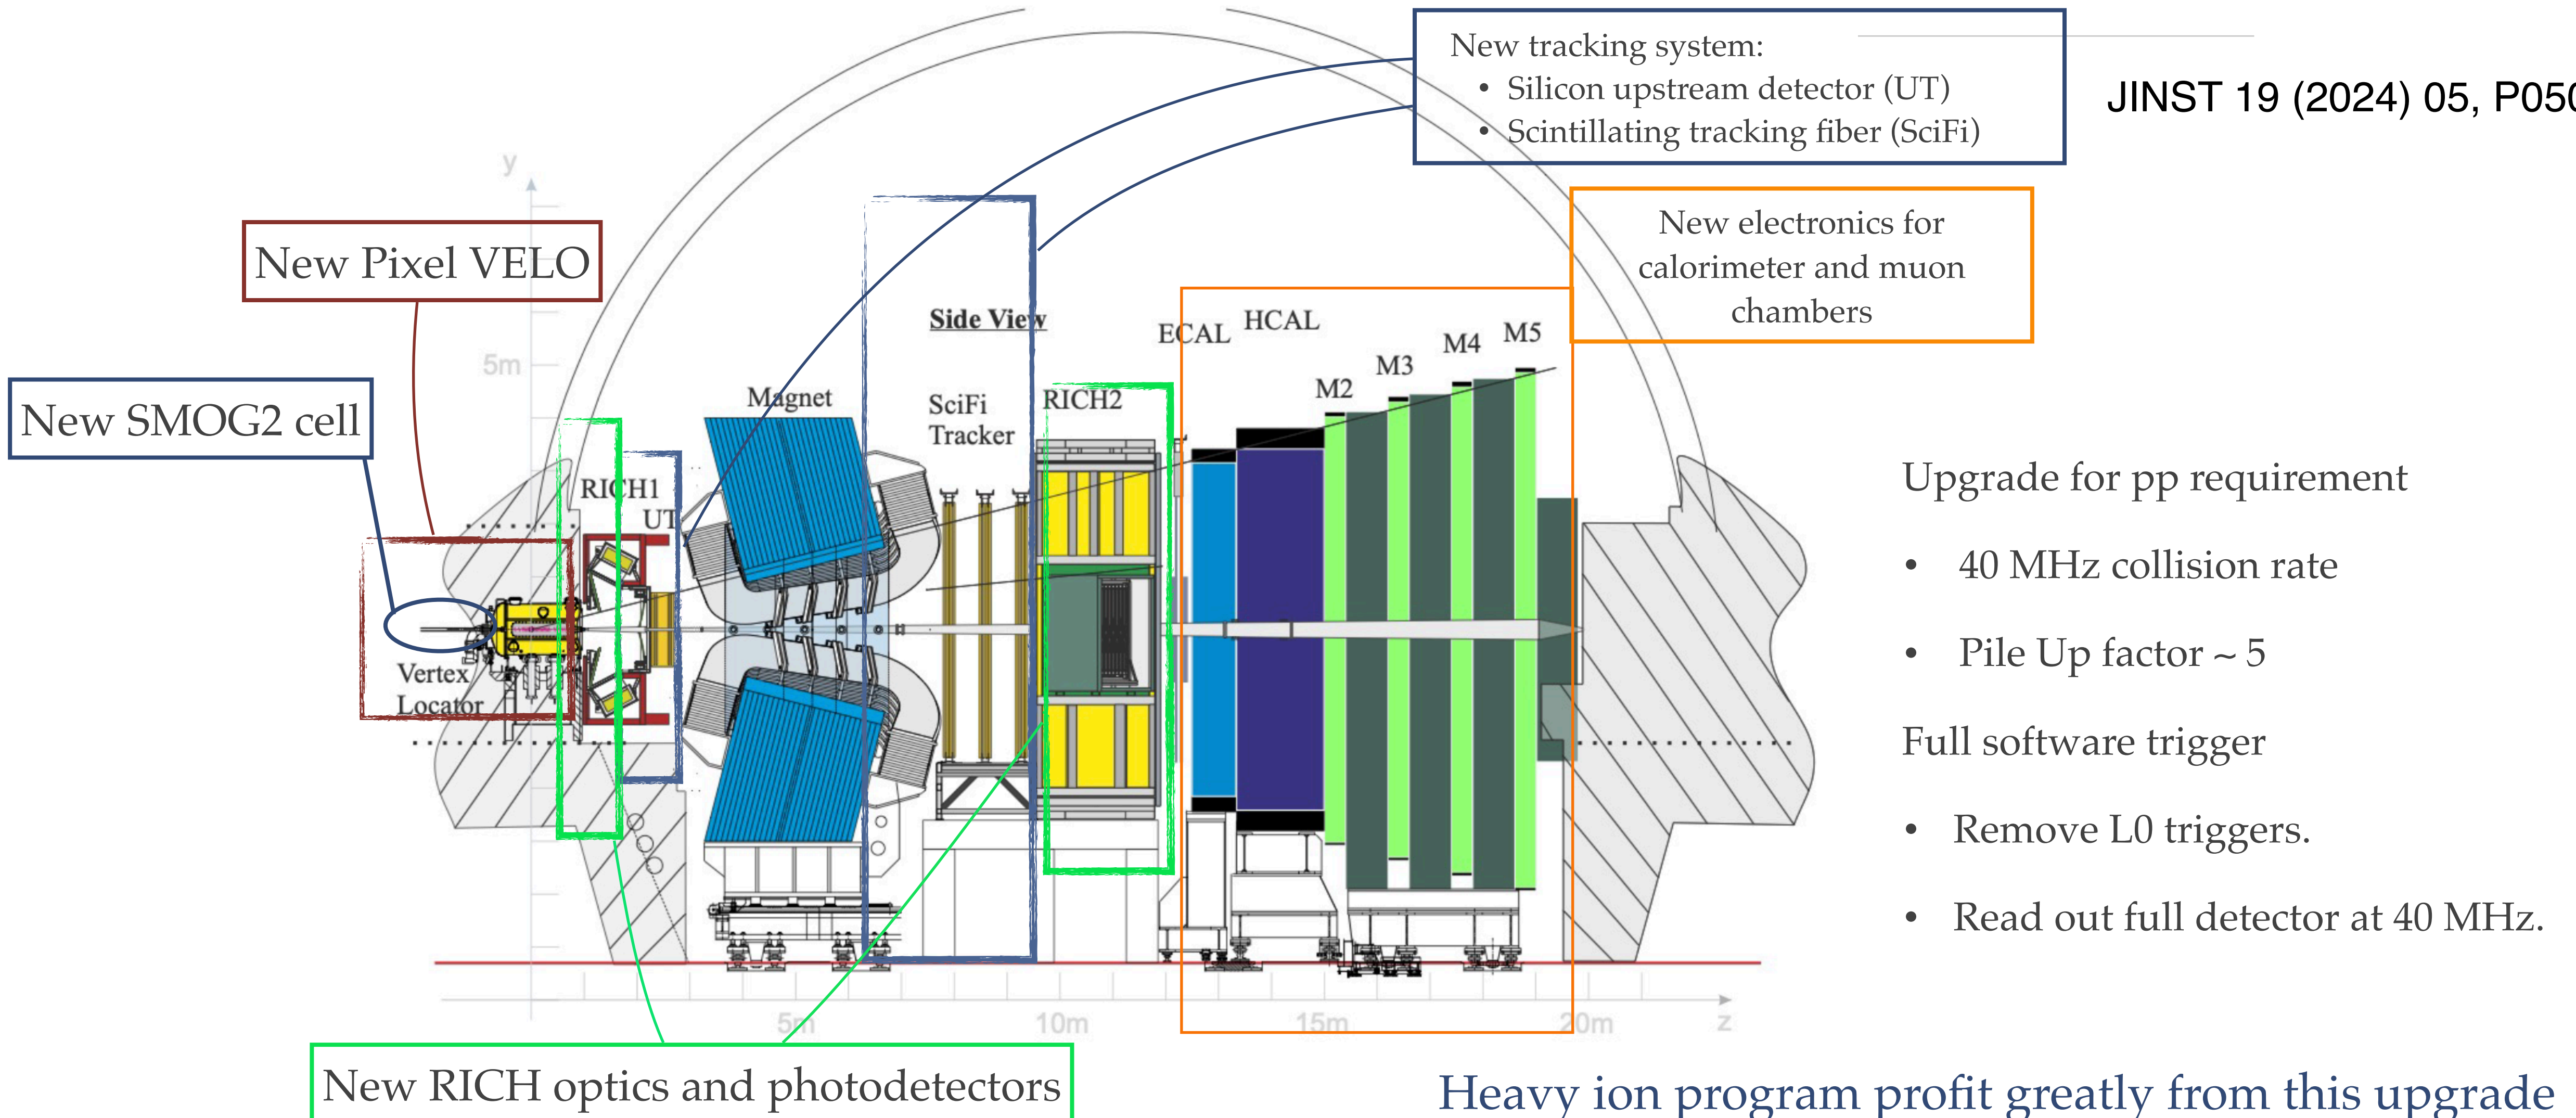 New tracking system:
• Silicon upstream detector (UT)
• Scintillating tracking fiber (SciFi)
JINST 19 (2024) 05, P05
y
New Pixel VELO
New electronics for
calorimeter and muon
chambers
Side View
ECAL
HCAL
M5
M4
M3
M2
5m
New SMOG2 cell
Magnet
SciFi
Tracker
RICH2
RICH1
UT
Vertex
Locator
Upgrade for pp requirement
• 40 MHz collision rate
• Pile Up factor ~ 5
Full software trigger
• Remove L0 triggers.
• Read out full detector at 40 MHz.
5m
10m
15m
20m
z
New RICH optics and photodetectors
Heavy ion program profit greatly from this upgrade